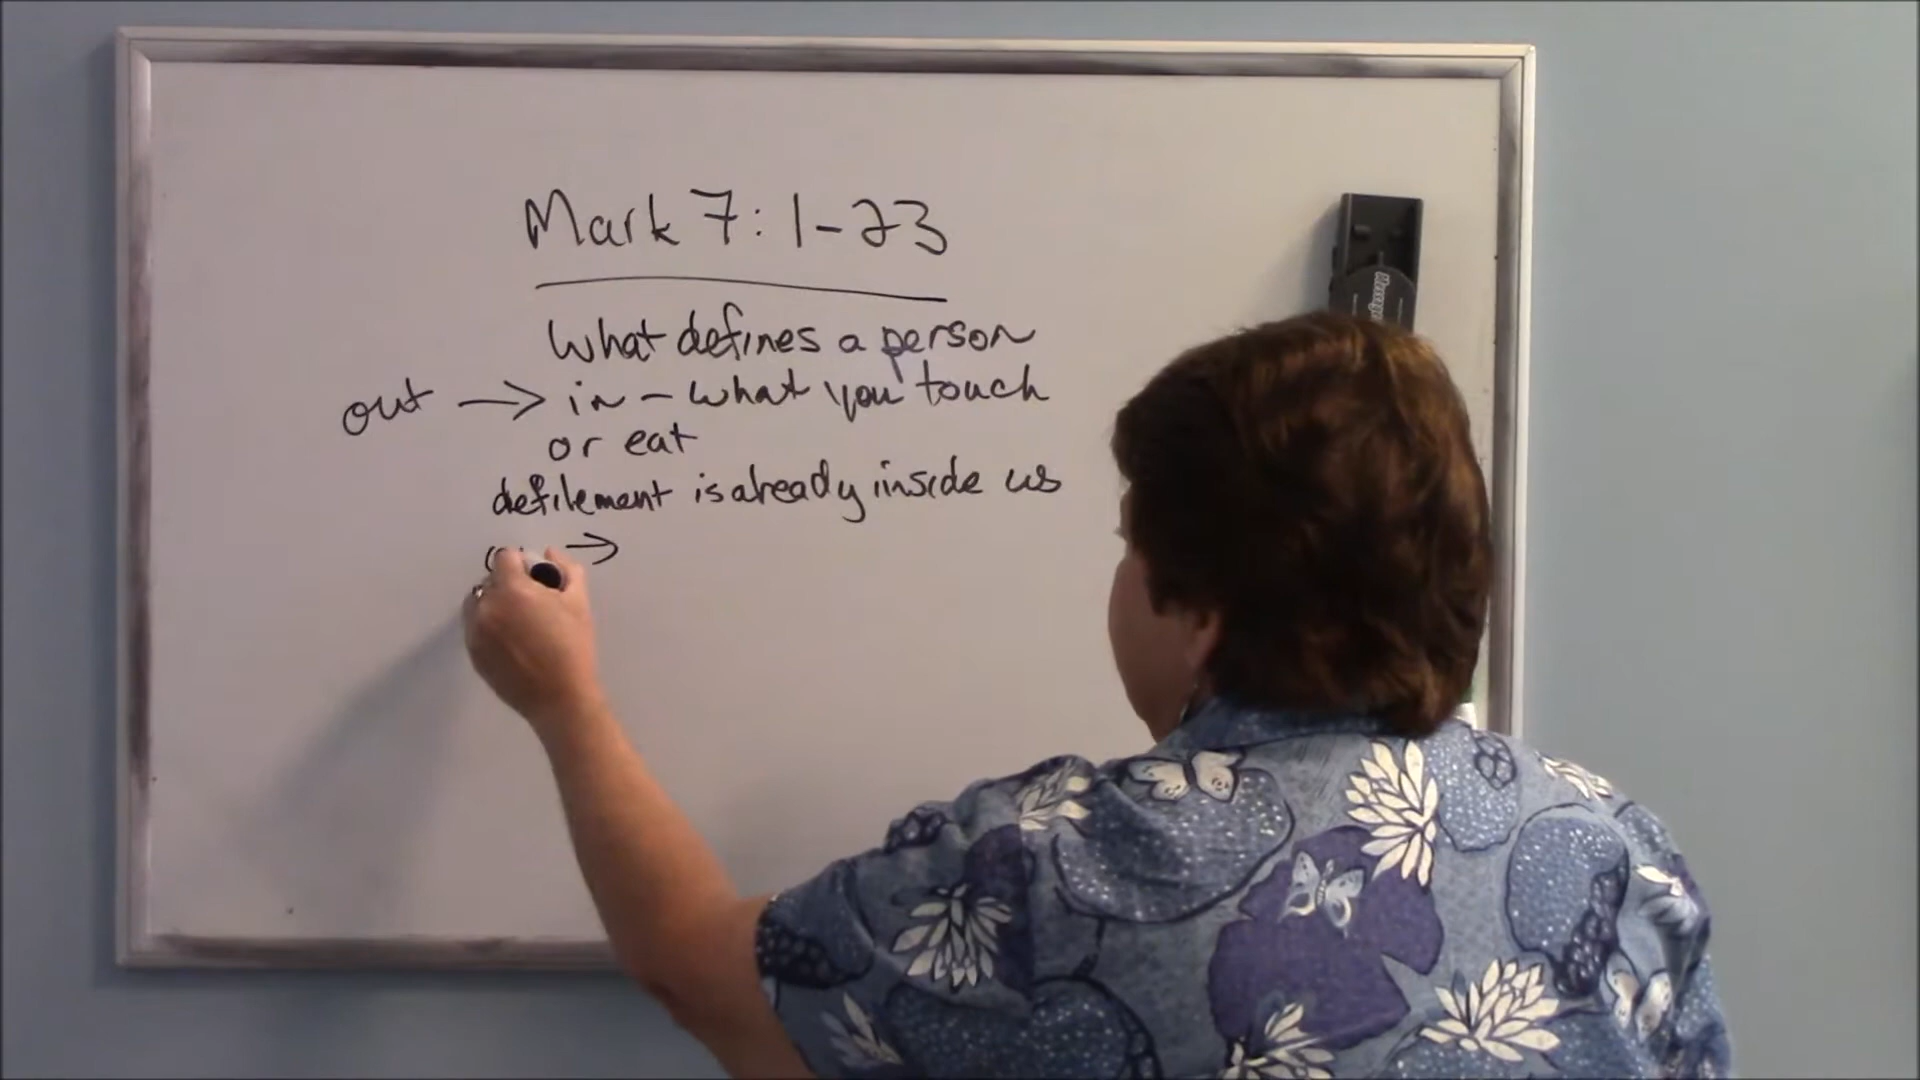 Mark 7:1-23
What defines a person
out → in - what you touch
or eat
defilement is already inside us
→